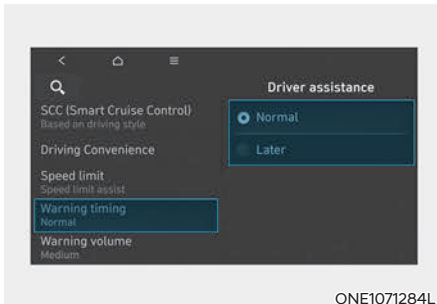 SCC (Smart Cruise Control)
Based on driving style
Driving Convenience
Speed limit
Speed limit assist
Warning timing
Normal
Warning volume
Medium
Driver assistance
Normal
Later
ONE1071284L